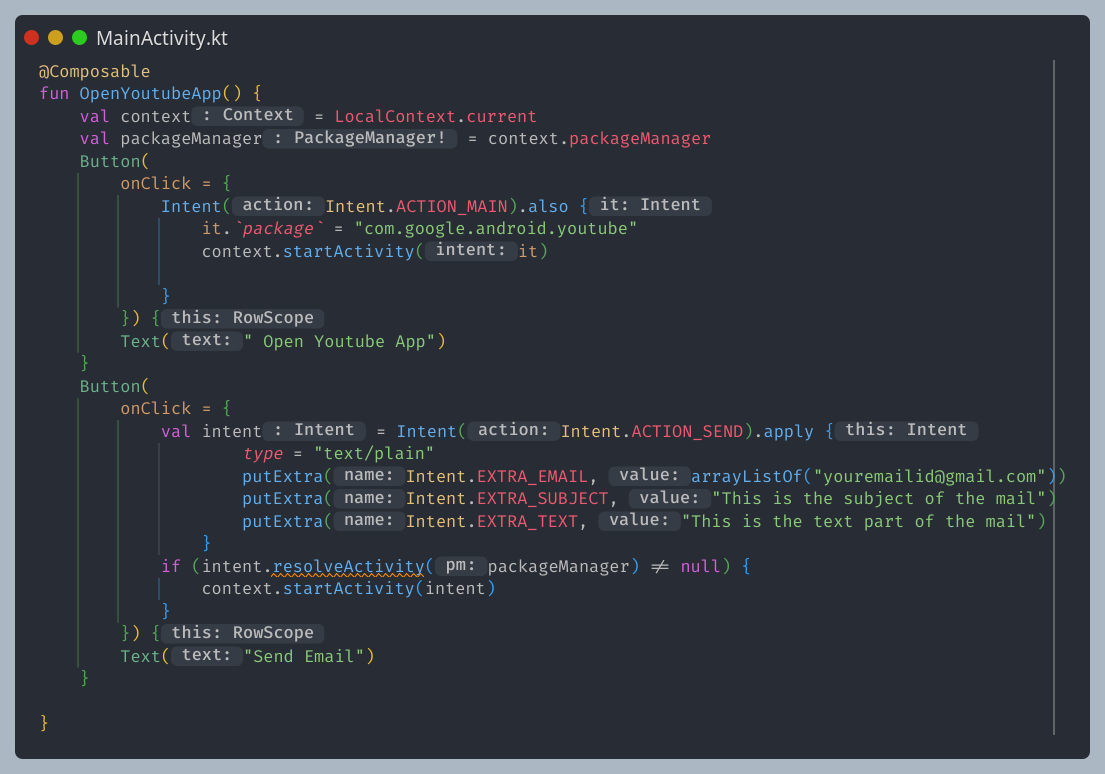 MainActivity.kt
@Composable
fun OpenYoutubeApp() {
val context : Context = LocalContext.current
val packageManager : PackageManager! = context.packageManager
Button(
onClick = {
Intent( action: Intent.ACTION_MAIN).also { it: Intent
it.`package` = "com.google.android.youtube"
context.startActivity( intent: it)
}
}) { this: RowScope
Text( text: " Open Youtube App")
}
Button(
onClick = {
val intent : Intent = Intent( action: Intent.ACTION_SEND).apply { this: Intent
type = "text/plain"
putExtra( name: Intent.EXTRA_EMAIL, value: arrayListOf("youremailid@gmail.com"))
putExtra( name: Intent.EXTRA_SUBJECT, value: "This is the subject of the mail")
putExtra( name: Intent.EXTRA_TEXT, value: "This is the text part of the mail")
}
if (intent.resolveActivity( pm: packageManager) ≠ null) {
context.startActivity(intent)
}
}) { this: RowScope
Text( text: "Send Email")
}
}